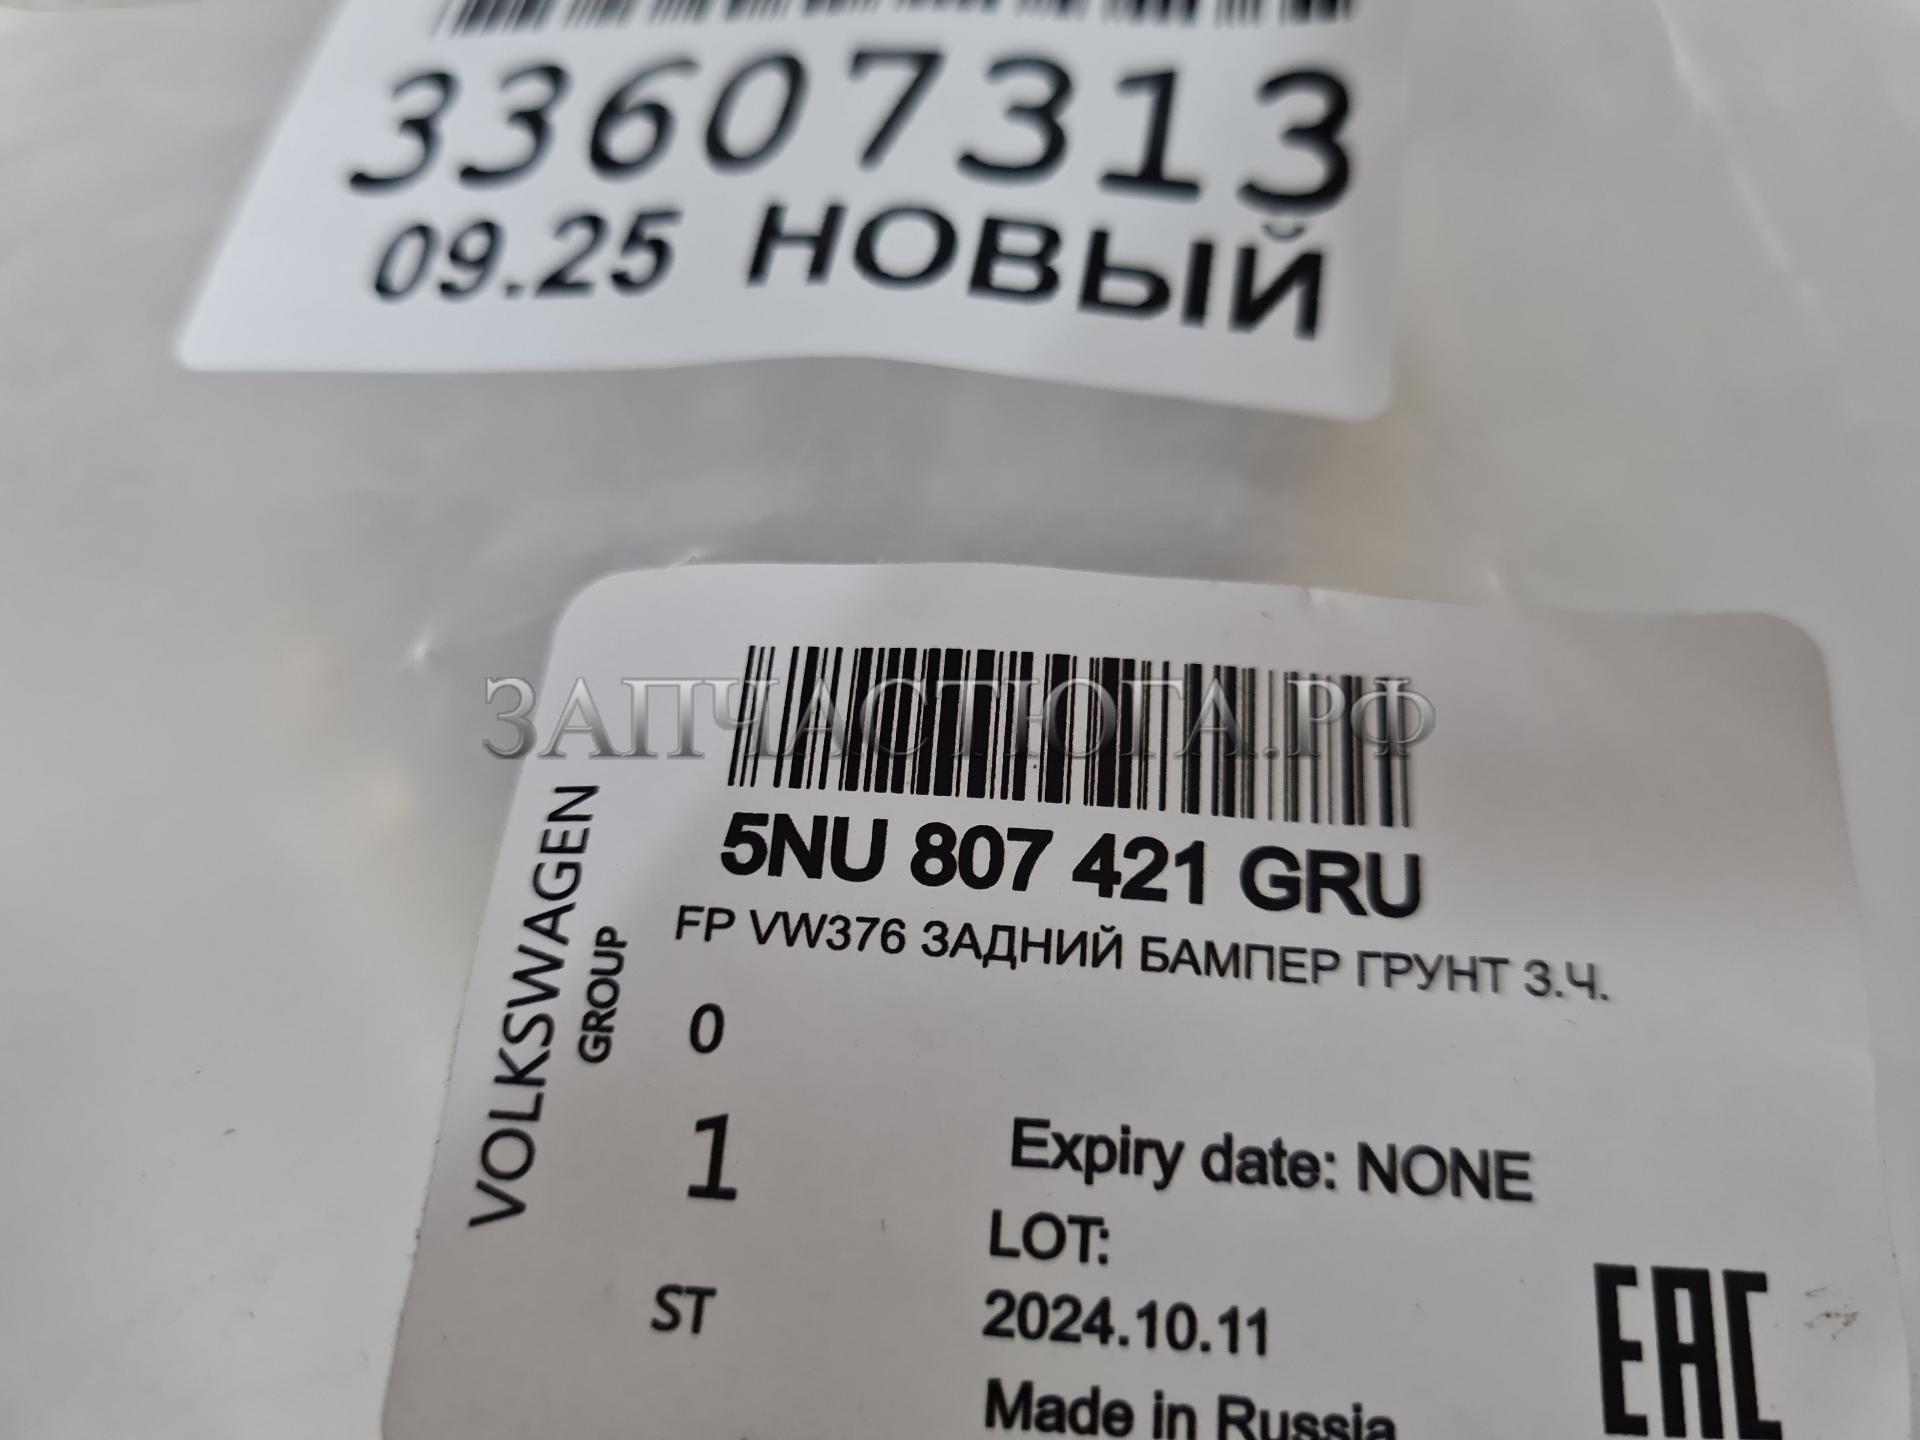 33607313
09.25 НОВЫЙ
ЗАПЧАСТЮГА.РФ
VOLKSWAGEN
GROUP
5NU 807 421 GRU
FP VW376 ЗАДНИЙ БАМПЕР ГРУНТ З.Ч.
0
1
ST
Expiry date: NONE
LOT:
2024.10.11
Made in Russia
EAC